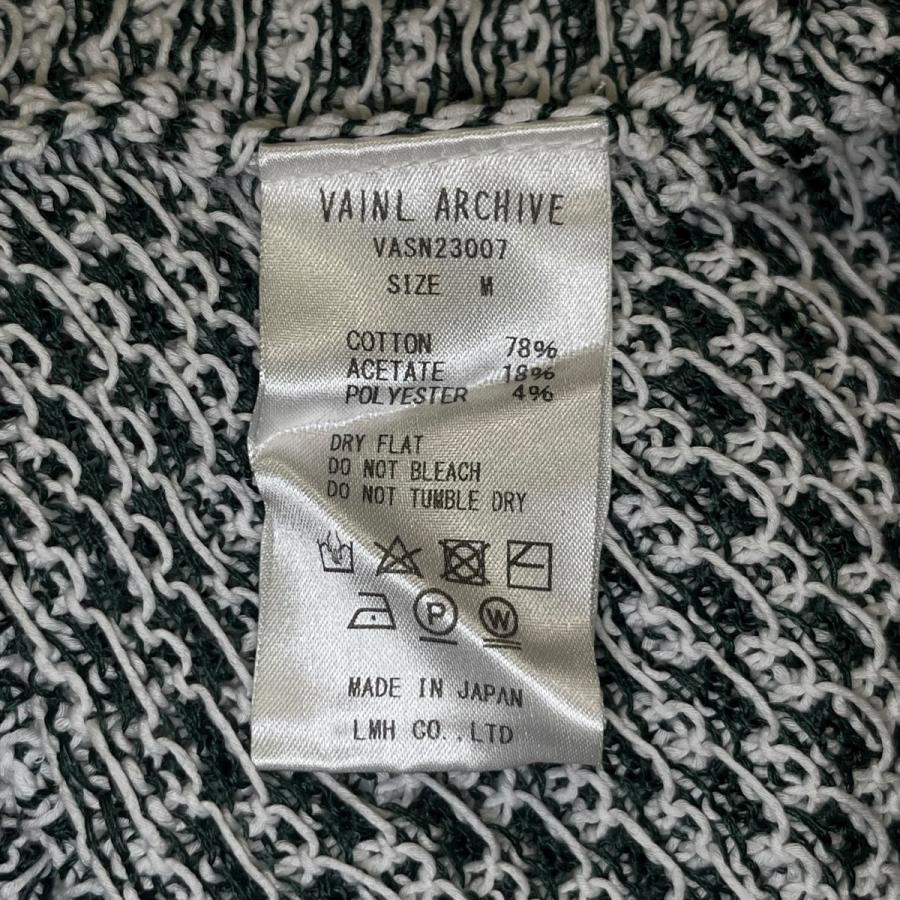 VAINL ARCHIVE
VASN23007
SIZE M
COTTON 78%
ACETATE 18%
POLYESTER 4%
DRY FLAT
DO NOT BLEACH
DO NOT TUMBLE DRY
P W
MADE IN JAPAN
LMH CO.,LTD